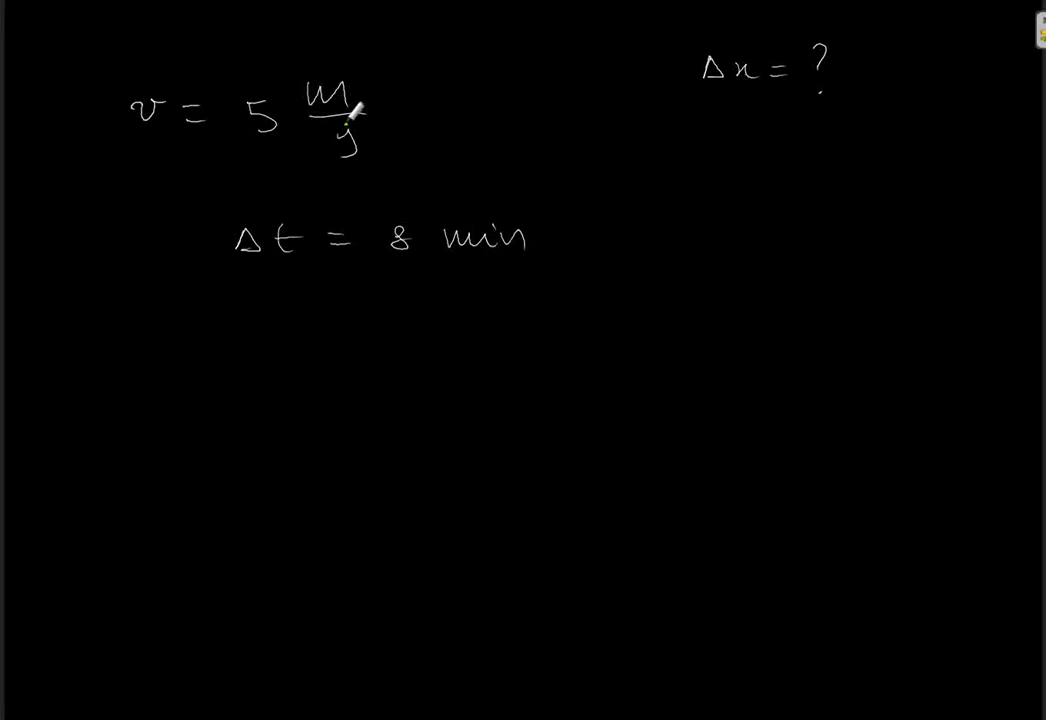 Δx = ?
v = 5 m/s
Δt = 8 min